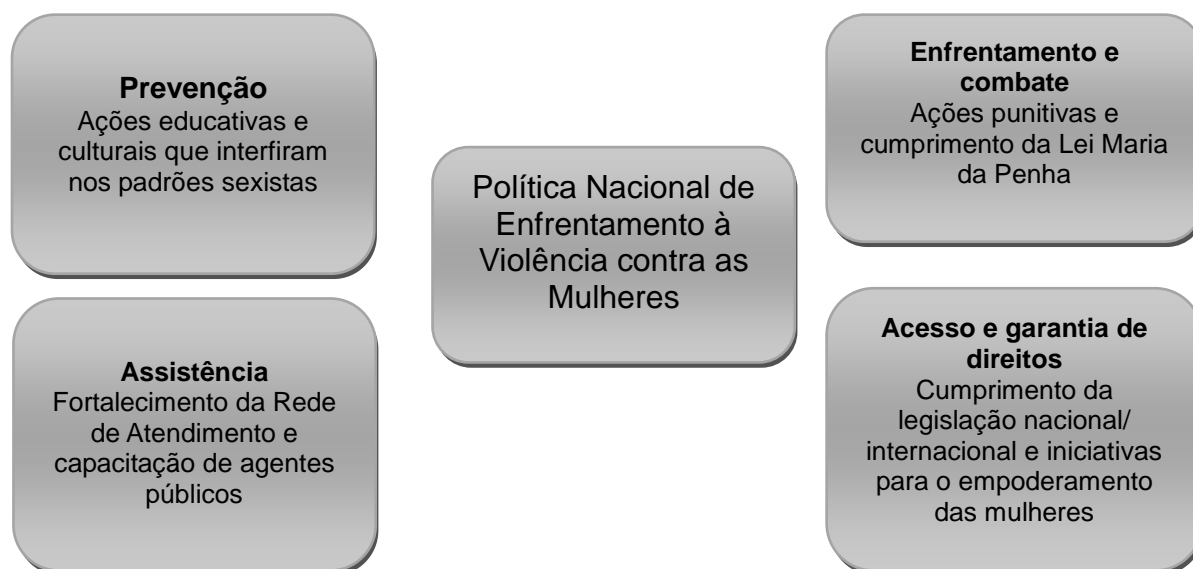 Prevenção
Ações educativas e
culturais que interfiram
nos padrões sexistas
Enfrentamento e
combate
Ações punitivas e
cumprimento da Lei Maria
da Penha
Política Nacional de
Enfrentamento à
Violência contra as
Mulheres
Assistência
Fortalecimento da Rede
de Atendimento e
capacitação de agentes
públicos
Acesso e garantia de
direitos
Cumprimento da
legislação nacional/
internacional e iniciativas
para o empoderamento
das mulheres